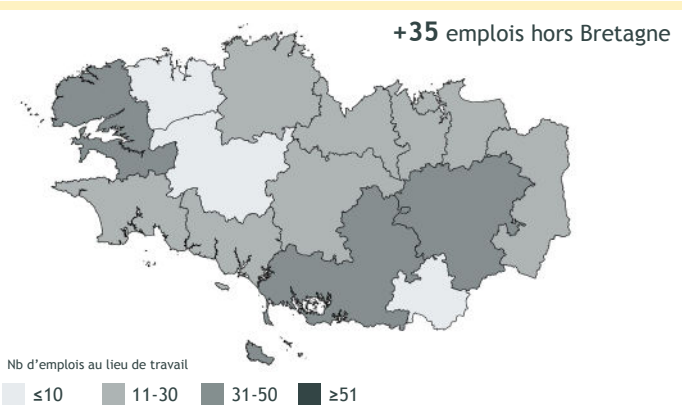 +35 emplois hors Bretagne
Nb d’emplois au lieu de travail
≤10 11-30 31-50 ≥51